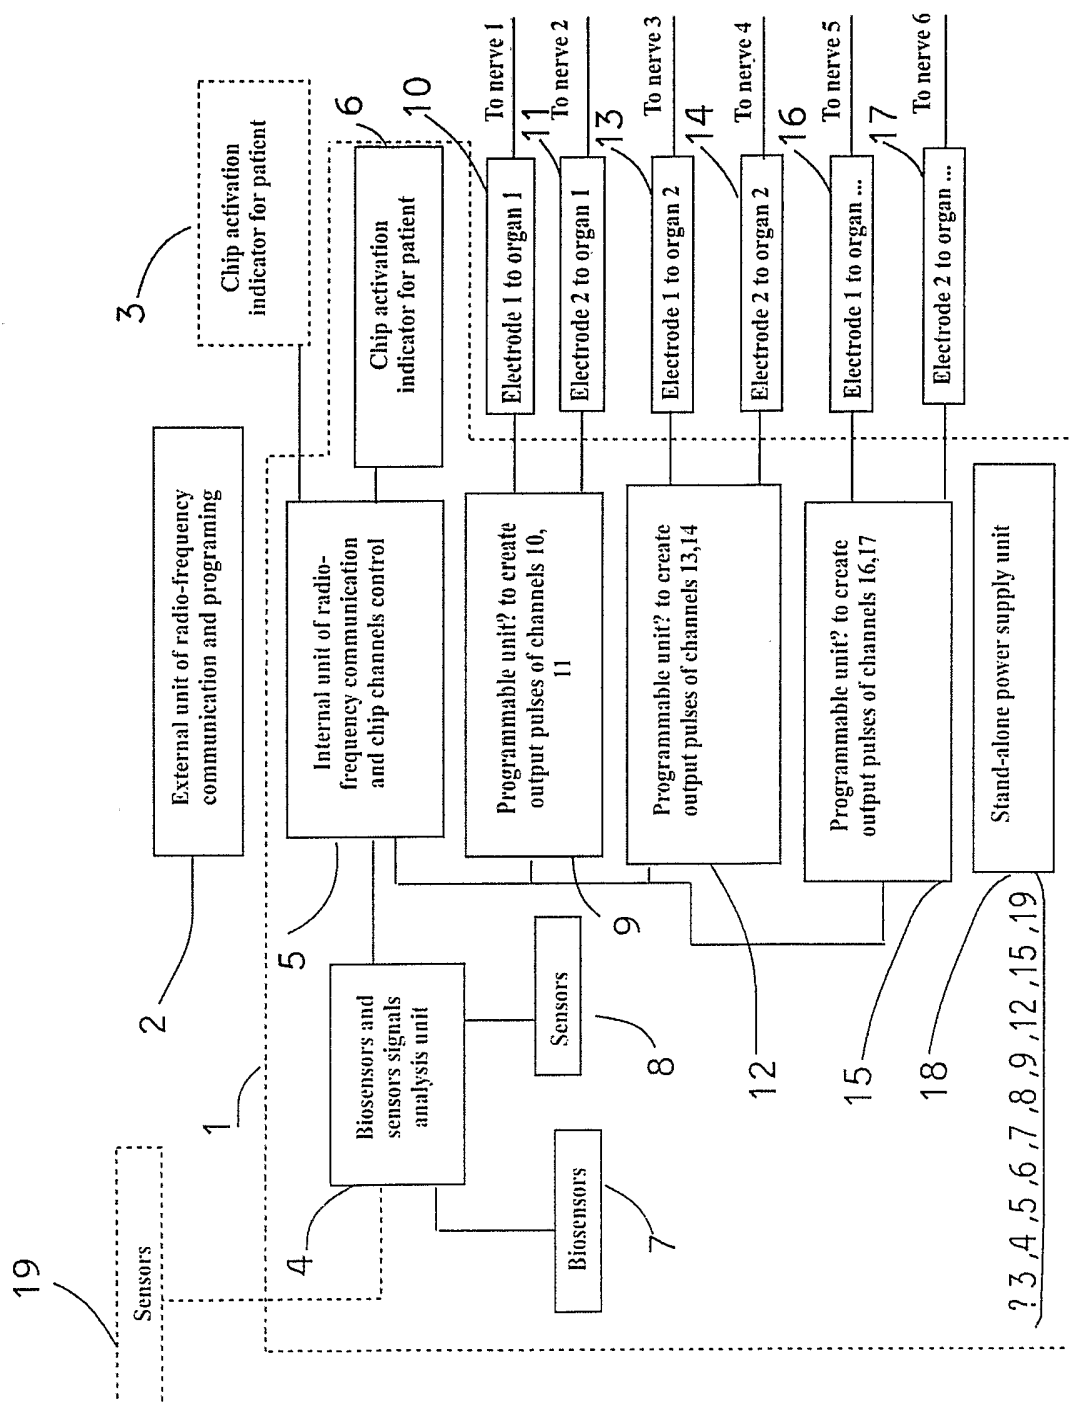 19
Sensors
1
2
External unit of radio-frequency
communication and programing
3
Chip activation
indicator for patient
4
Biosensors and
sensors signals
analysis unit
5
Internal unit of radio-
frequency communication
and chip channels control
6
Chip activation
indicator for patient
7
Biosensors
8
Sensors
9
Programmable unit? to create
output pulses of channels 10,
11
10
Electrode 1 to organ 1
To nerve 1
11
Electrode 2 to organ 1
To nerve 2
12
Programmable unit? to create
output pulses of channels 13,14
13
Electrode 1 to organ 2
To nerve 3
14
Electrode 2 to organ 2
To nerve 4
15
Programmable unit? to create
output pulses of channels 16,17
16
Electrode 1 to organ ...
To nerve 5
17
Electrode 2 to organ ...
To nerve 6
18
Stand-alone power supply unit
? 3 ,4 ,5 ,6 ,7 ,8 ,9 ,12 ,15 ,19